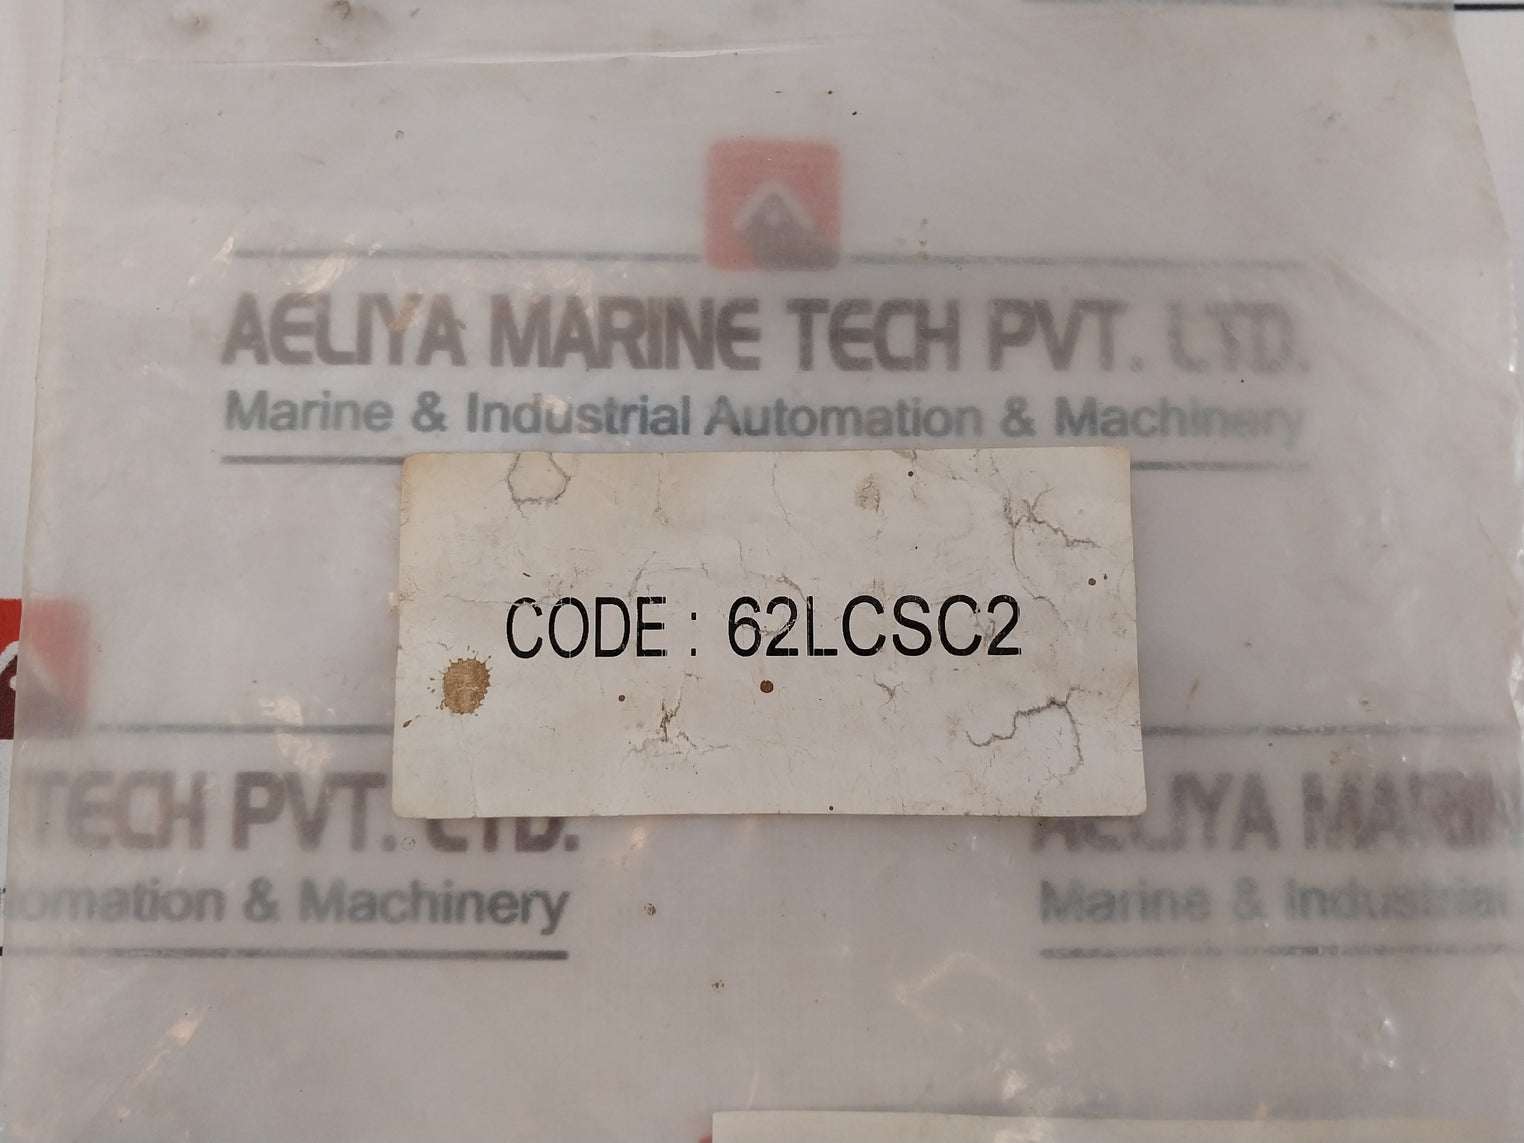 AELIYA MARINE TECH PVT. LTD.
Marine & Industrial Automation & Machinery
CODE : 62LCSC2
TECH PVT. LTD.
omation & Machinery
AELIYA MARIN
Marine & Industrial